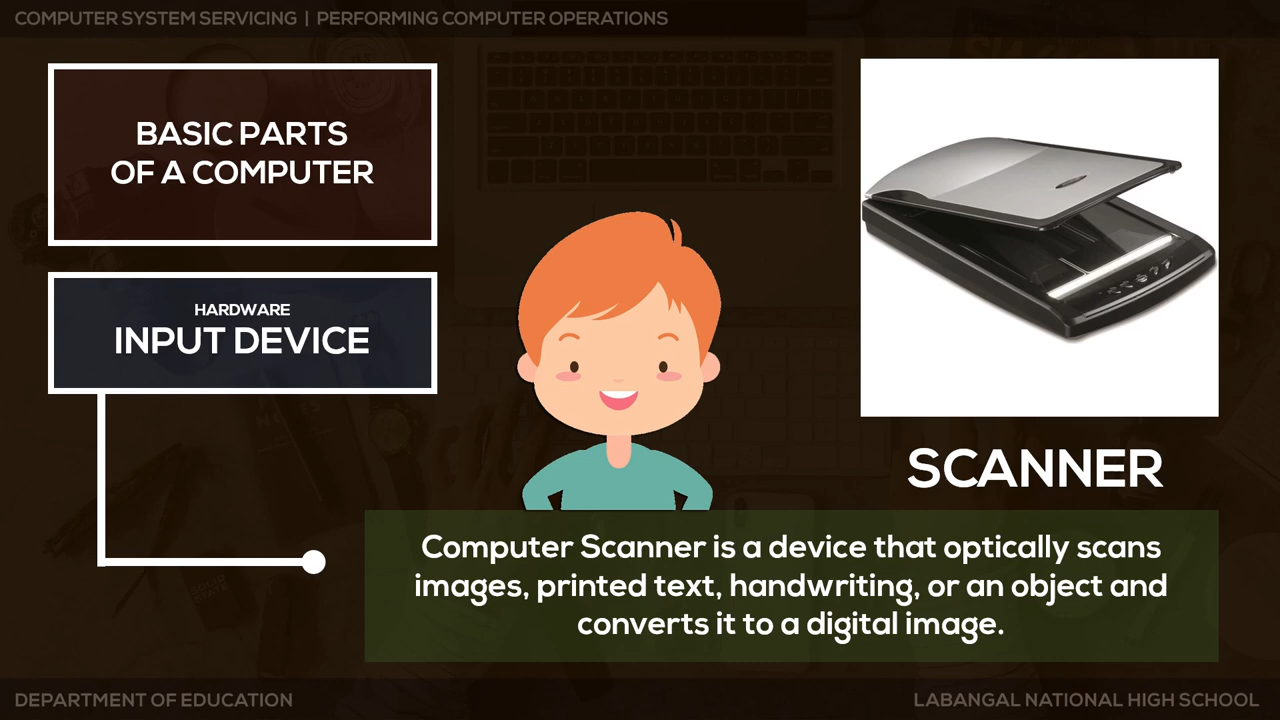 COMPUTER SYSTEM SERVICING | PERFORMING COMPUTER OPERATIONS
BASIC PARTS
OF A COMPUTER
HARDWARE
INPUT DEVICE
SCANNER
Computer Scanner is a device that optically scans
images, printed text, handwriting, or an object and
converts it to a digital image.
DEPARTMENT OF EDUCATION
LABANGAL NATIONAL HIGH SCHOOL